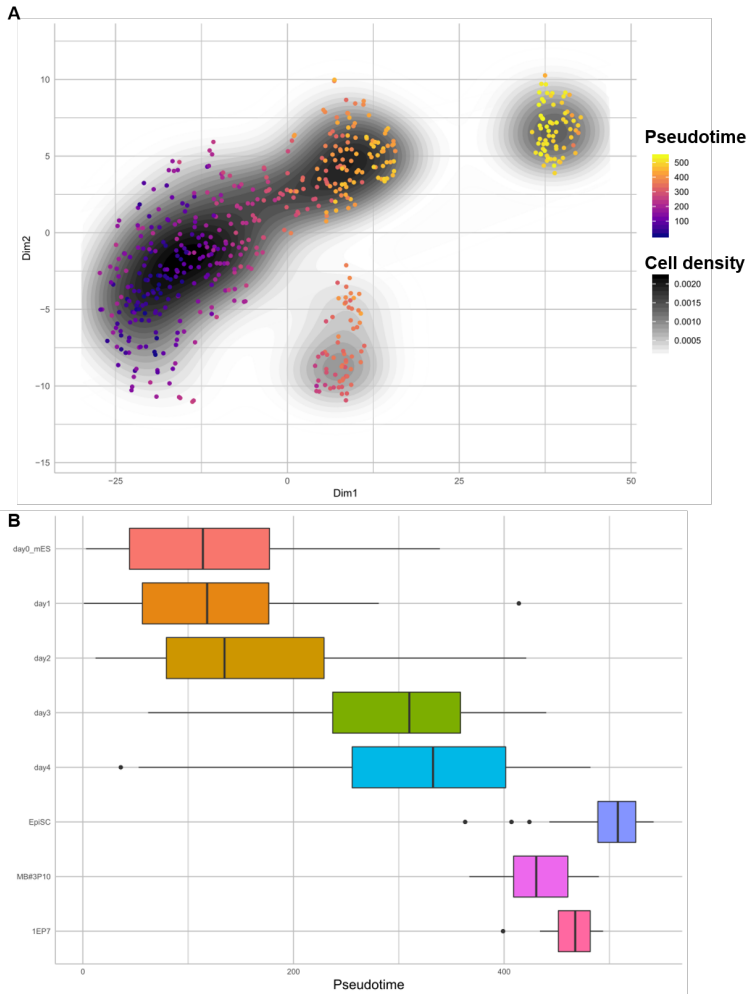 A
10
5
0
−5
−10
−15
Dim2
−25
0
25
50
Dim1
Pseudotime
500
400
300
200
100
Cell density
0.0020
0.0015
0.0010
0.0005
B
day0_mES
day1
day2
day3
day4
EpiSC
MB#3P10
1EP7
0
200
400
Pseudotime